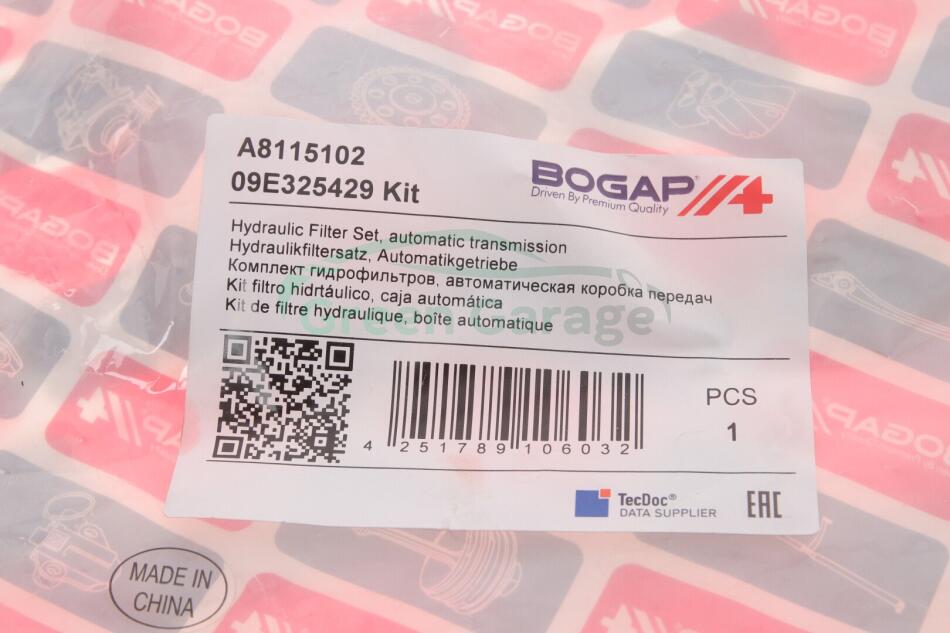 A8115102
09E325429 Kit
BOGAP
Driven By Premium Quality
Hydraulic Filter Set, automatic transmission
Hydraulikfiltersatz, Automatikgetriebe
Комплект гидрофильтров, автоматическая коробка передач
Kit filtro hidrtáulico, caja automática
Kit de filtre hydraulique, boîte automatique
Green Garage
4 251789 106032
PCS
1
TecDoc®
DATA SUPPLIER
EAC
MADE IN
CHINA